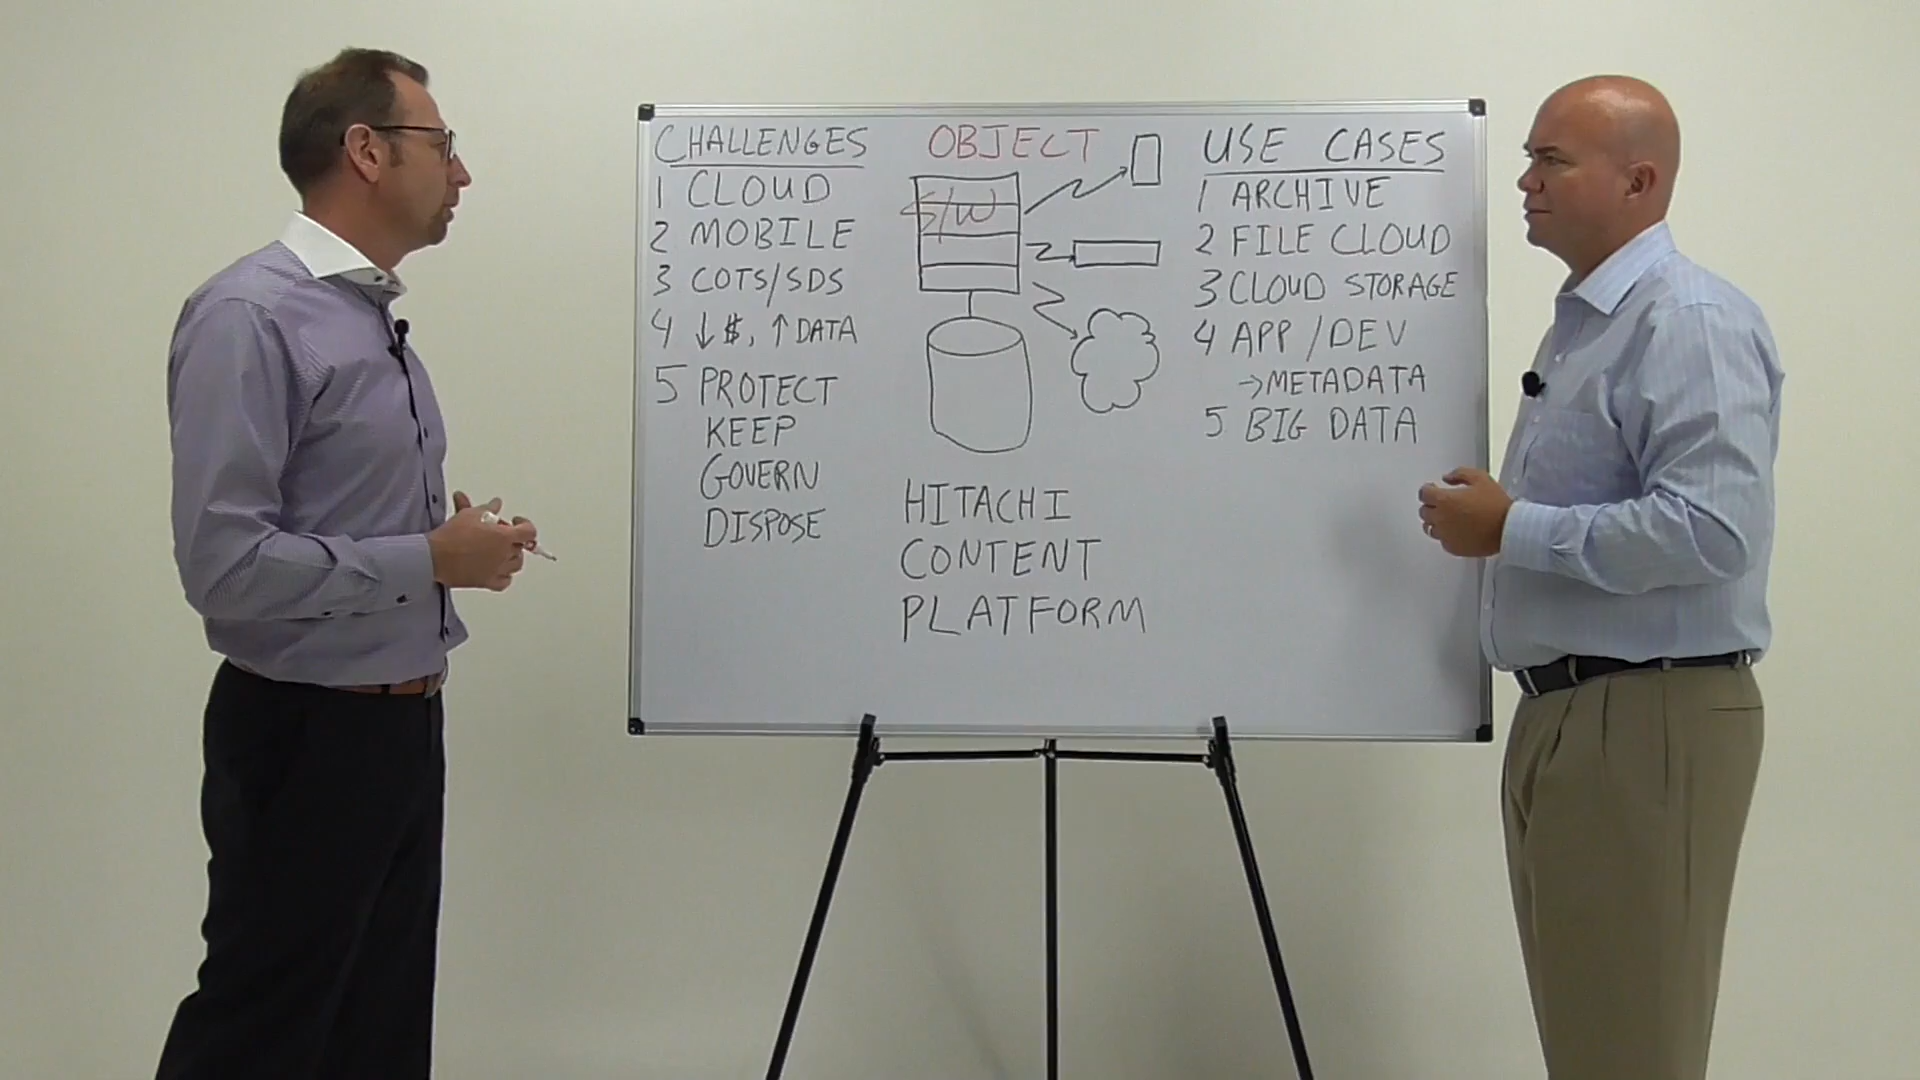 CHALLENGES
1 CLOUD
2 MOBILE
3 COTS/SDS
4 ↓$, ↑DATA
5 PROTECT
KEEP
GOVERN
DISPOSE
OBJECT
S/W
HITACHI
CONTENT
PLATFORM
USE CASES
1 ARCHIVE
2 FILE CLOUD
3 CLOUD STORAGE
4 APP/DEV
→METADATA
5 BIG DATA